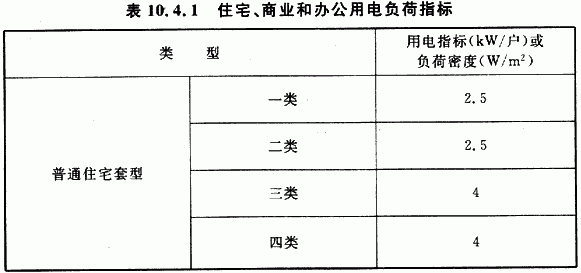 表 10.4.1 住宅、商业和办公用电负荷指标
类 型
用电指标(kW/户)或
负荷密度(W/m²)
普通住宅套型
一类
2.5
二类
2.5
三类
4
四类
4